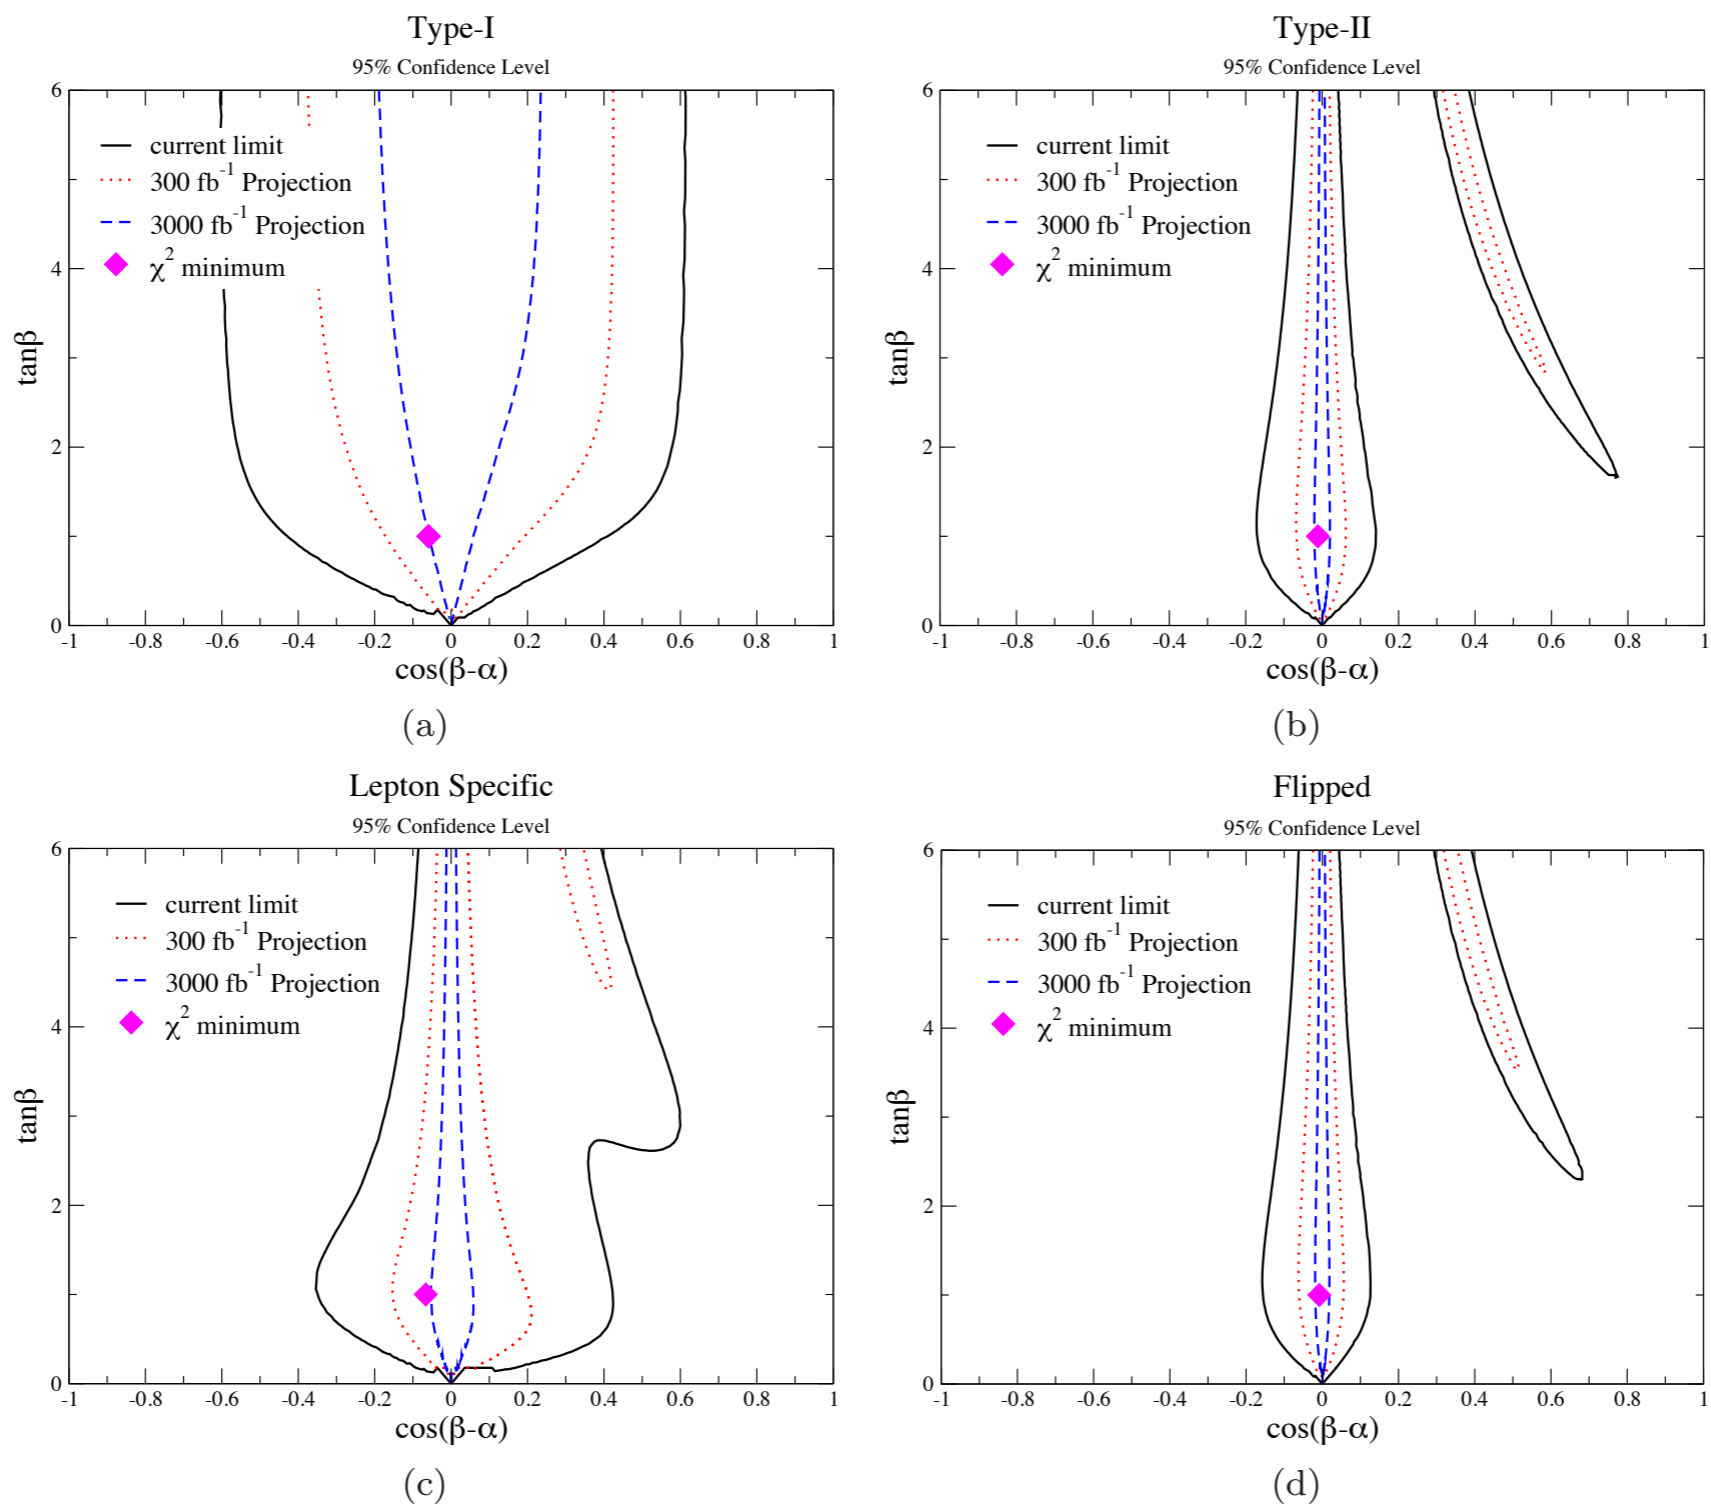 Type-I
95% Confidence Level
6
4
2
0
tanβ
current limit
300 fb⁻¹ Projection
3000 fb⁻¹ Projection
χ² minimum
-1 -0.8 -0.6 -0.4 -0.2 0 0.2 0.4 0.6 0.8 1
cos(β-α)
(a)
Type-II
95% Confidence Level
6
4
2
0
tanβ
current limit
300 fb⁻¹ Projection
3000 fb⁻¹ Projection
χ² minimum
-1 -0.8 -0.6 -0.4 -0.2 0 0.2 0.4 0.6 0.8 1
cos(β-α)
(b)
Lepton Specific
95% Confidence Level
6
4
2
0
tanβ
current limit
300 fb⁻¹ Projection
3000 fb⁻¹ Projection
χ² minimum
-1 -0.8 -0.6 -0.4 -0.2 0 0.2 0.4 0.6 0.8 1
cos(β-α)
(c)
Flipped
95% Confidence Level
6
4
2
0
tanβ
current limit
300 fb⁻¹ Projection
3000 fb⁻¹ Projection
χ² minimum
-1 -0.8 -0.6 -0.4 -0.2 0 0.2 0.4 0.6 0.8 1
cos(β-α)
(d)